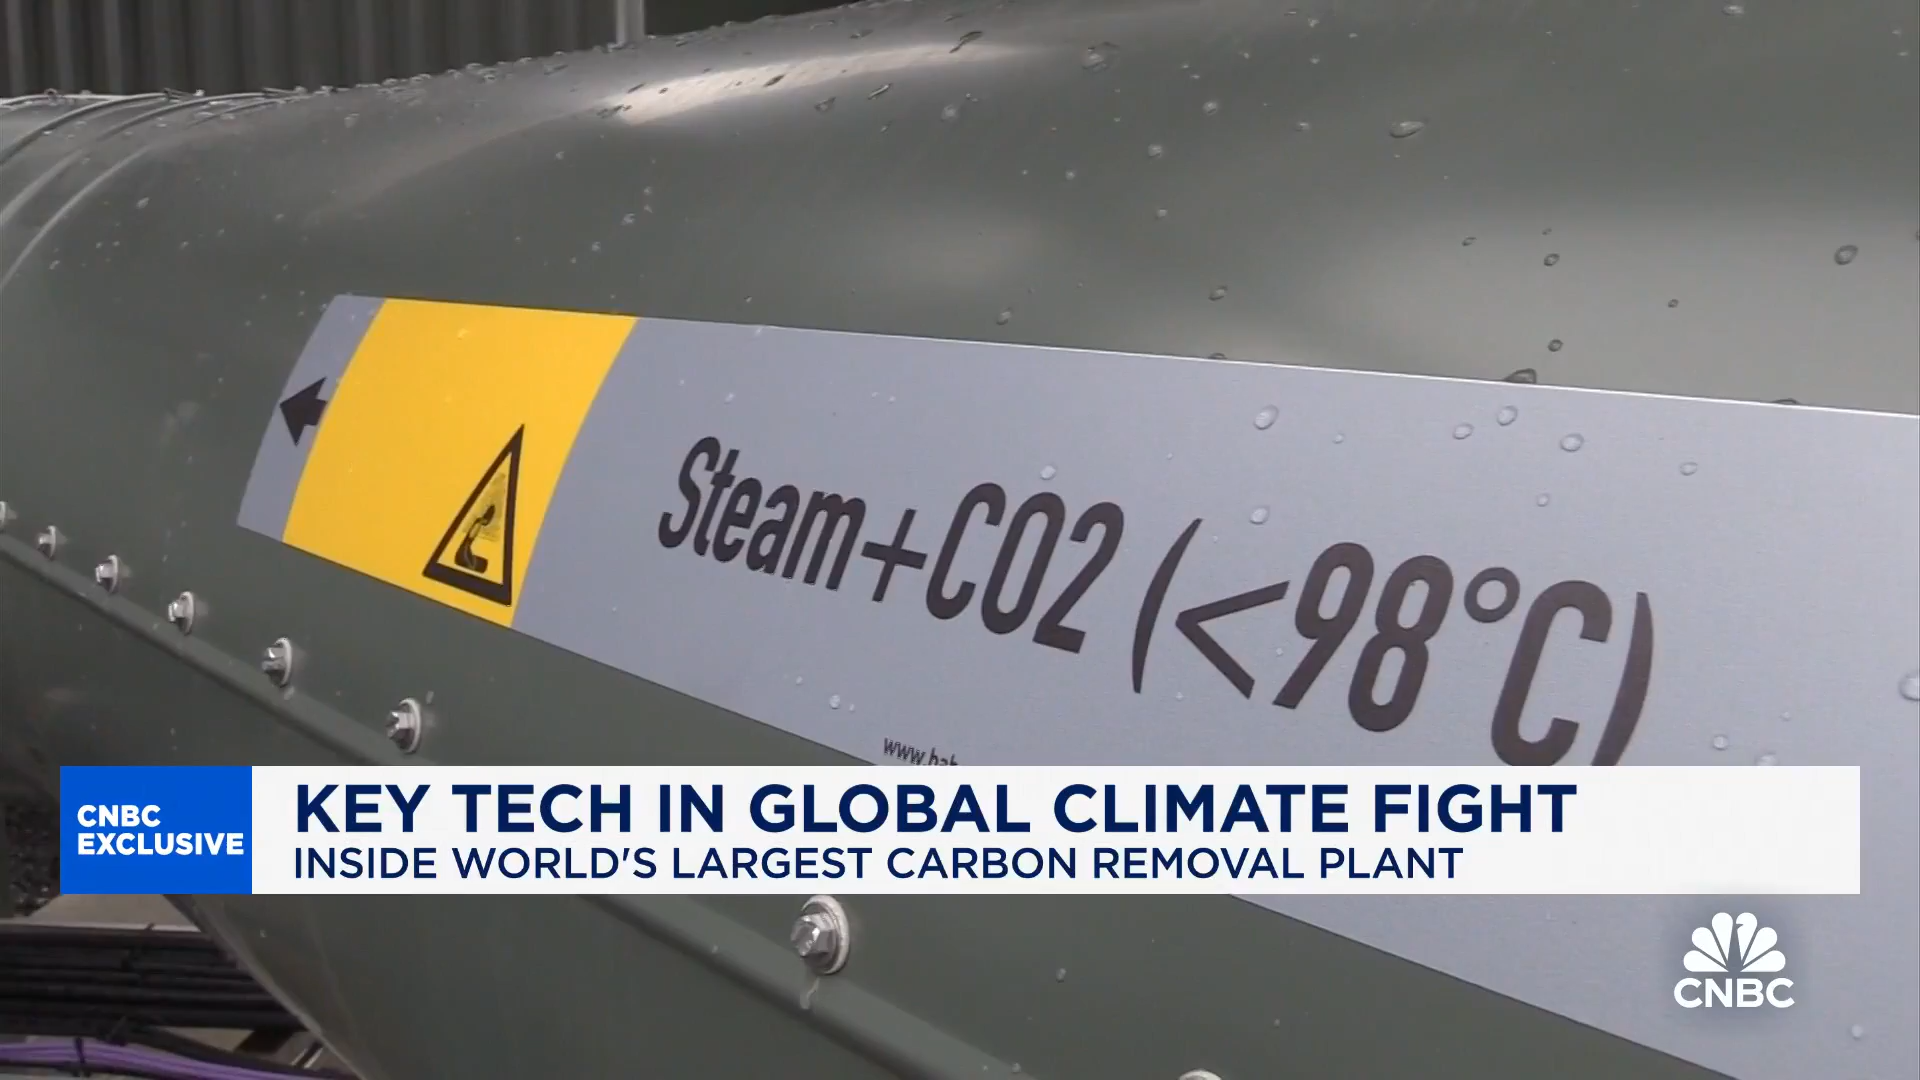 Steam+CO2 (<98°C)
CNBC
EXCLUSIVE
KEY TECH IN GLOBAL CLIMATE FIGHT
INSIDE WORLD'S LARGEST CARBON REMOVAL PLANT
CNBC